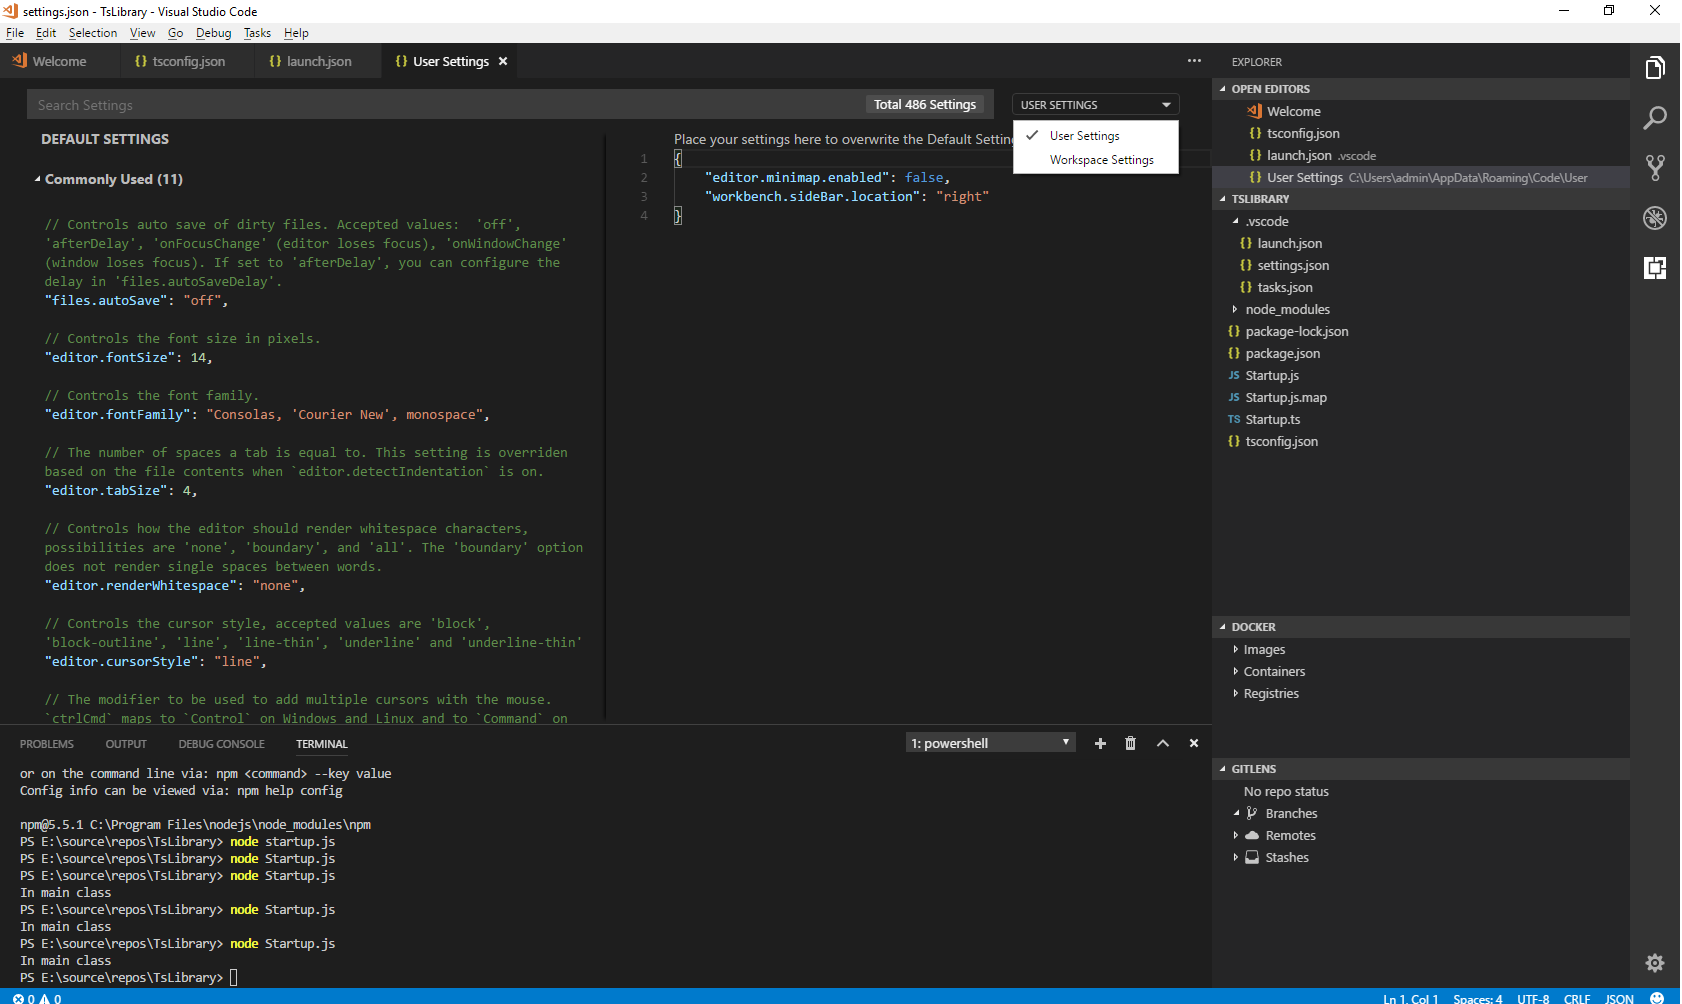 settings.json - TsLibrary - Visual Studio Code
File Edit Selection View Go Debug Tasks Help
Welcome
{} tsconfig.json
{} launch.json
{} User Settings
Search Settings
Total 486 Settings
USER SETTINGS
User Settings
Workspace Settings
DEFAULT SETTINGS
Commonly Used (11)
// Controls auto save of dirty files. Accepted values:  'off',
'afterDelay', 'onFocusChange' (editor loses focus), 'onWindowChange'
(window loses focus). If set to 'afterDelay', you can configure the
delay in 'files.autoSaveDelay'.
"files.autoSave": "off",
// Controls the font size in pixels.
"editor.fontSize": 14,
// Controls the font family.
"editor.fontFamily": "Consolas, 'Courier New', monospace",
// The number of spaces a tab is equal to. This setting is overriden
based on the file contents when `editor.detectIndentation` is on.
"editor.tabSize": 4,
// Controls how the editor should render whitespace characters,
possibilities are 'none', 'boundary', and 'all'. The 'boundary' option
does not render single spaces between words.
"editor.renderWhitespace": "none",
// Controls the cursor style, accepted values are 'block',
'block-outline', 'line', 'line-thin', 'underline' and 'underline-thin'
"editor.cursorStyle": "line",
// The modifier to be used to add multiple cursors with the mouse.
`ctrlCmd` maps to `Control` on Windows and Linux and to `Command` on
Place your settings here to overwrite the Default
1 {
2 "editor.minimap.enabled": false,
3 "workbench.sideBar.location": "right"
4 }
PROBLEMS OUTPUT DEBUG CONSOLE TERMINAL
1: powershell
or on the command line via: npm <command> --key value
Config info can be viewed via: npm help config
npm@5.5.1 C:\Program Files\nodejs\node_modules\npm
PS E:\source\repos\TsLibrary> node startup.js
PS E:\source\repos\TsLibrary> node Startup.js
PS E:\source\repos\TsLibrary> node Startup.js
In main class
PS E:\source\repos\TsLibrary> node Startup.js
In main class
PS E:\source\repos\TsLibrary> node Startup.js
In main class
PS E:\source\repos\TsLibrary>
EXPLORER
OPEN EDITORS
Welcome
{} tsconfig.json
{} launch.json .vscode
{} User Settings C:\Users\admin\AppData\Roaming\Code\User
TSLIBRARY
.vscode
{} launch.json
{} settings.json
{} tasks.json
node_modules
{} package-lock.json
{} package.json
JS Startup.js
JS Startup.js.map
TS Startup.ts
{} tsconfig.json
DOCKER
Images
Containers
Registries
GITLENS
No repo status
Branches
Remotes
Stashes
0 0
Ln 1, Col 1 Spaces: 4 UTF-8 CRLF JSON